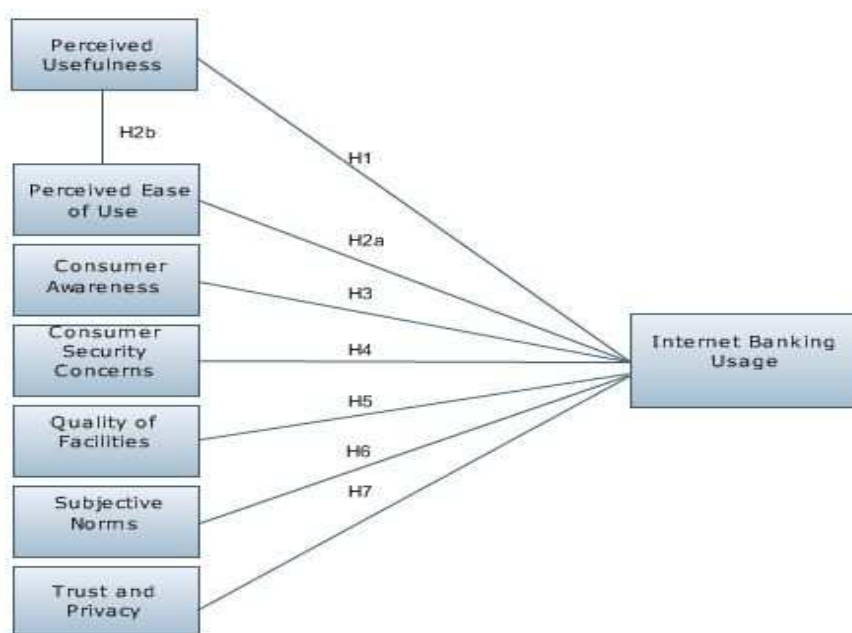 Perceived
Usefulness
H2b
H1
Perceived Ease
of Use
H2a
Consumer
Awareness
H3
Consumer
Security
Concerns
H4
Internet Banking
Usage
Quality of
Facilities
H5
H6
Subjective
Norms
H7
Trust and
Privacy